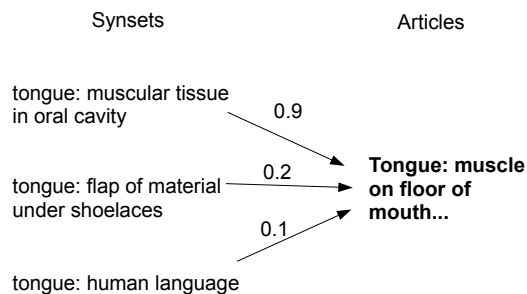 Synsets
Articles
tongue: muscular tissue
in oral cavity
0.9
tongue: flap of material
under shoelaces
0.2
Tongue: muscle
on floor of
mouth...
0.1
tongue: human language